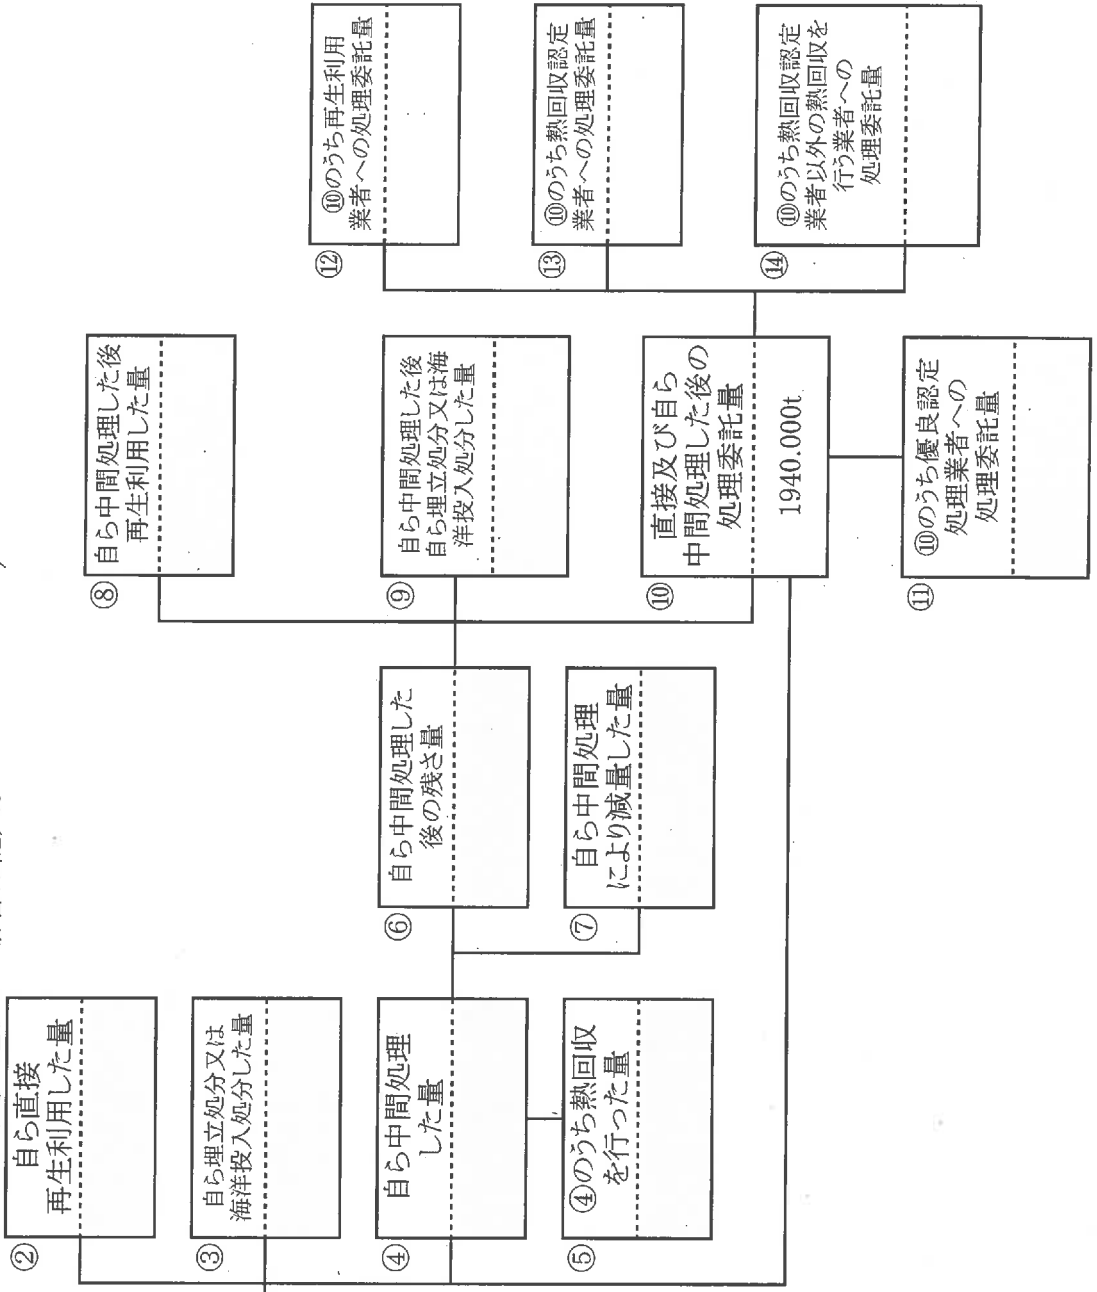 ②
自ら直接
再生利用した量
③
自ら埋立処分又は
海洋投入処分した量
④
自ら中間処理
した量
⑤
④のうち熱回収
を行った量
⑥
自ら中間処理した
後の残さ量
⑦
自ら中間処理
により減量した量
⑧
自ら中間処理した後
再生利用した量
⑨
自ら中間処理した後
自ら埋立処分又は海
洋投入処分した量
⑩
直接及び自ら
中間処理した後の
処理委託量
1940.000t
⑪
⑩のうち優良認定
処理業者への
処理委託量
⑫
⑩のうち再生利用
業者への処理委託量
⑬
⑩のうち熱回収認定
業者への処理委託量
⑭
⑩のうち熱回収認定
業者以外の熱回収を
行う業者への
処理委託量